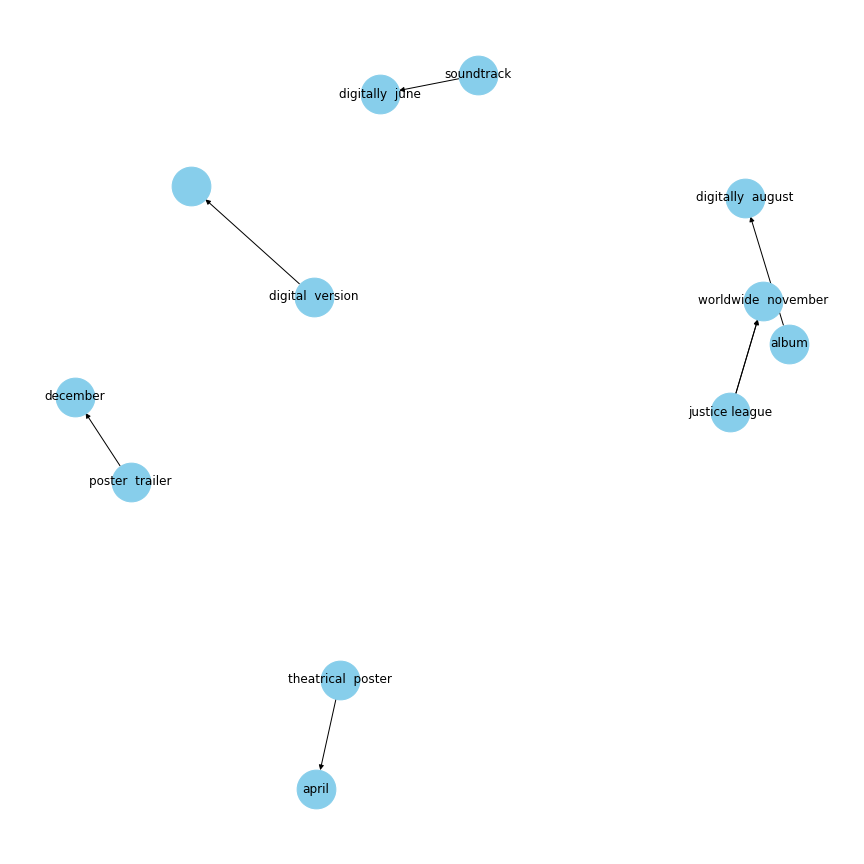 soundtrack
digitally  june
digitally  august
digital  version
worldwide  november
album
december
justice league
poster  trailer
theatrical  poster
april